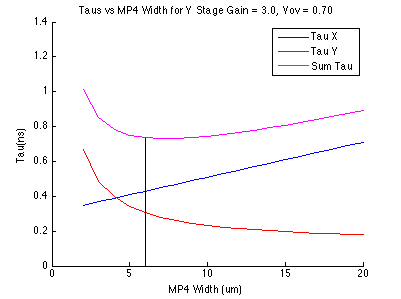 Taus vs MP4 Width for Y Stage Gain = 3.0, Yov = 0.70
1.4
1.2
1
0.8
0.6
0.4
0.2
0
Tau(ns)
Tau X
Tau Y
Sum Tau
0 5 10 15 20
MP4 Width (um)